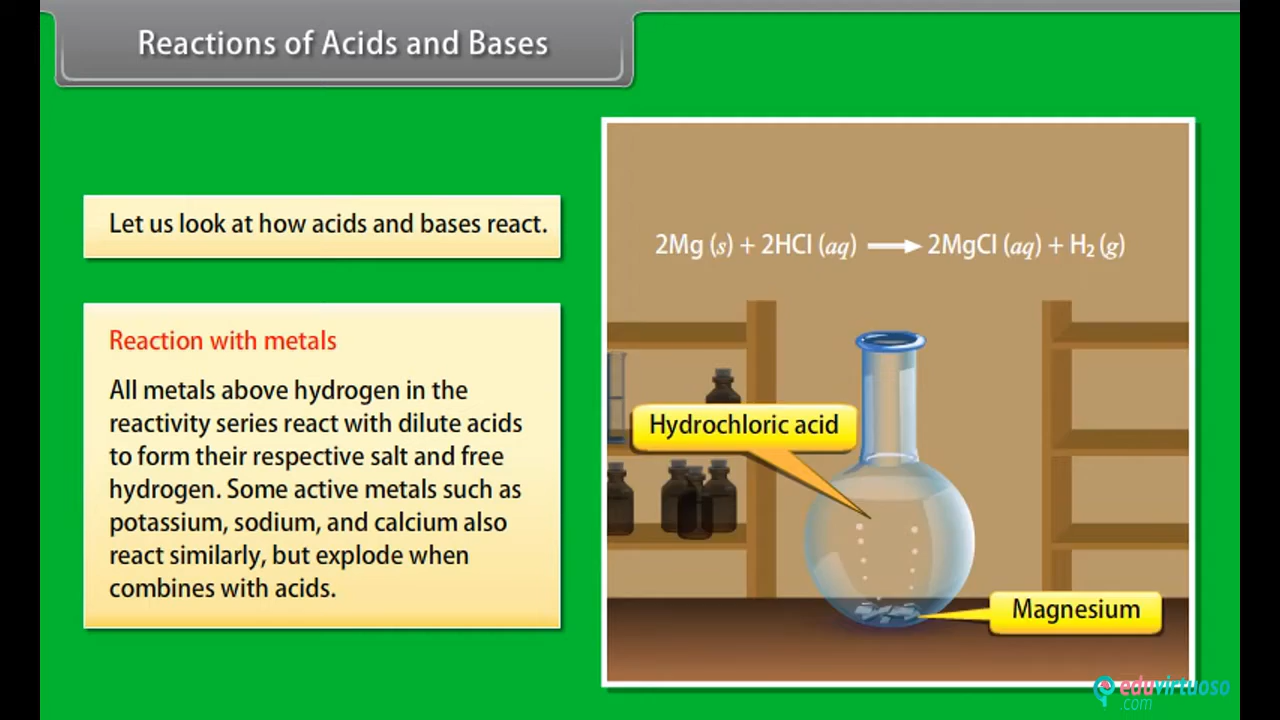 Reactions of Acids and Bases
Let us look at how acids and bases react.
Reaction with metals
All metals above hydrogen in the
reactivity series react with dilute acids
to form their respective salt and free
hydrogen. Some active metals such as
potassium, sodium, and calcium also
react similarly, but explode when
combines with acids.
2Mg (s) + 2HCl (aq) ⟶ 2MgCl (aq) + H₂ (g)
Hydrochloric acid
Magnesium
eduvirtuoso
.com